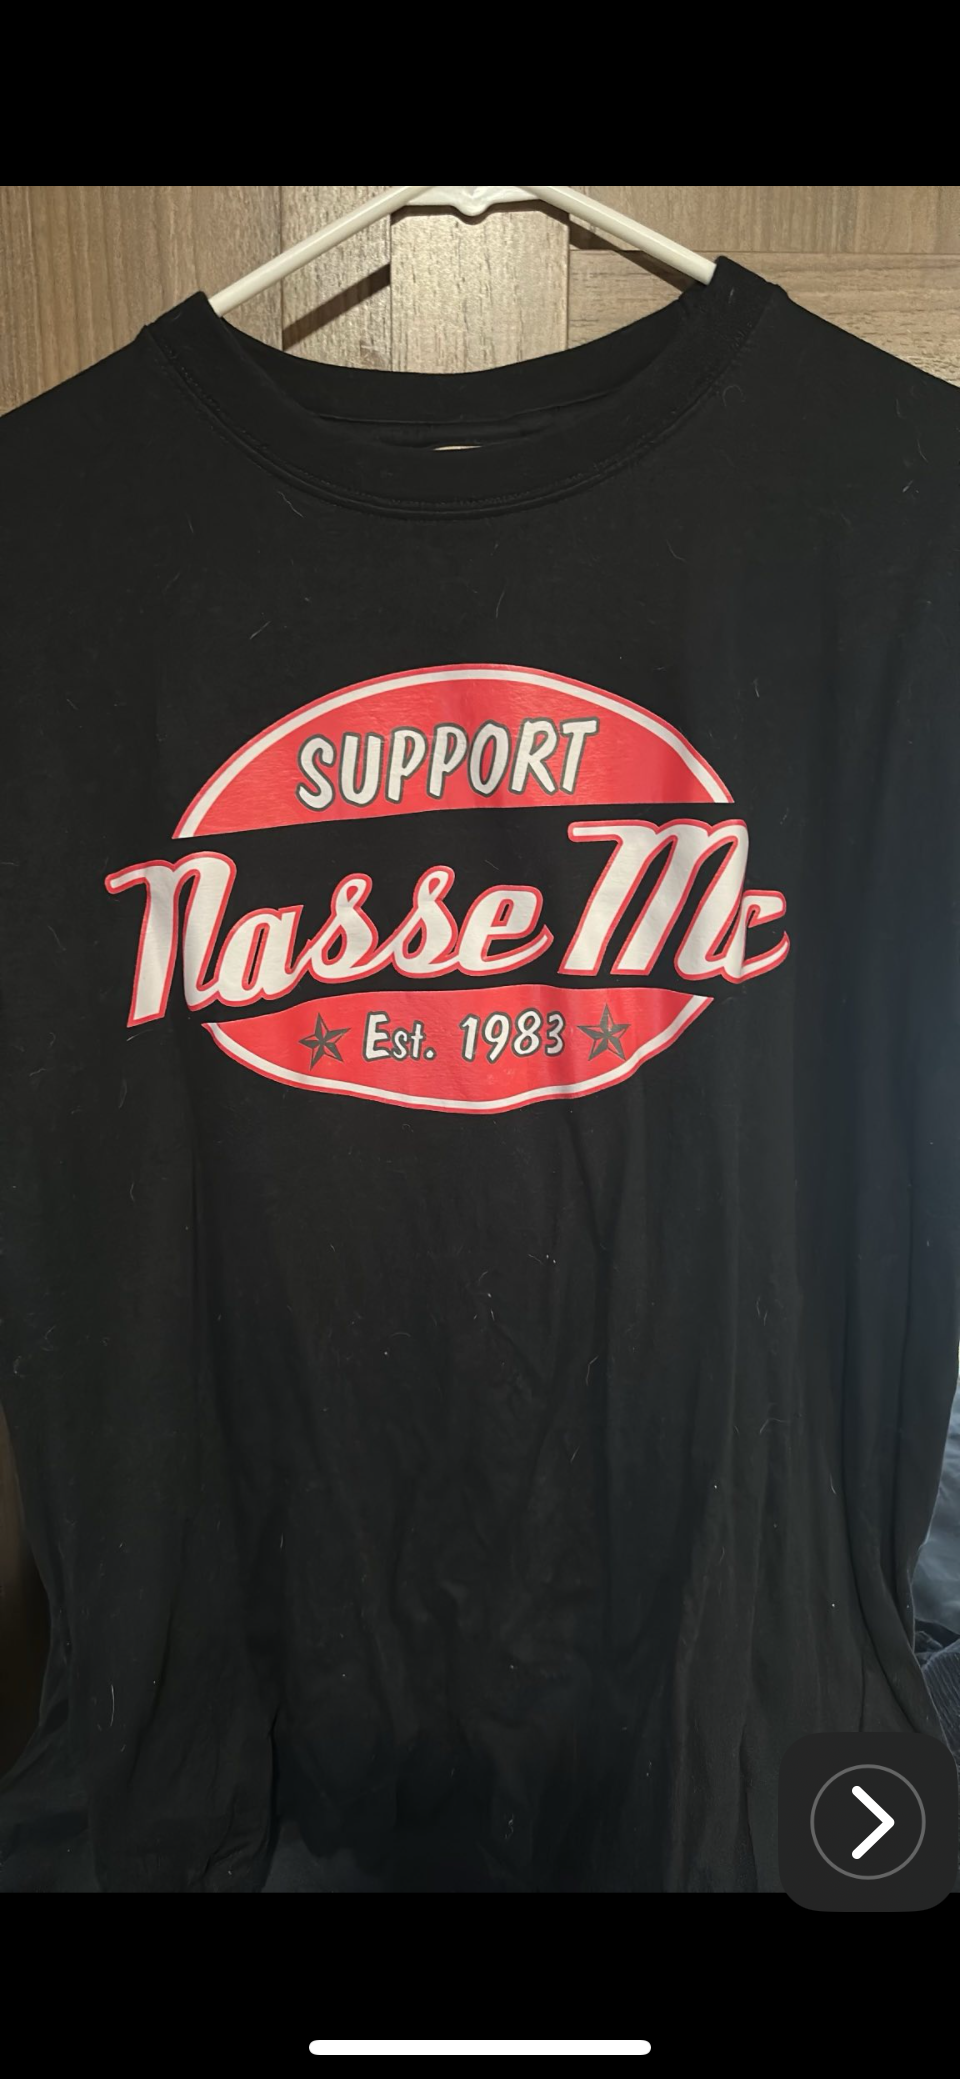 SUPPORT
Nasse Mc
Est. 1983